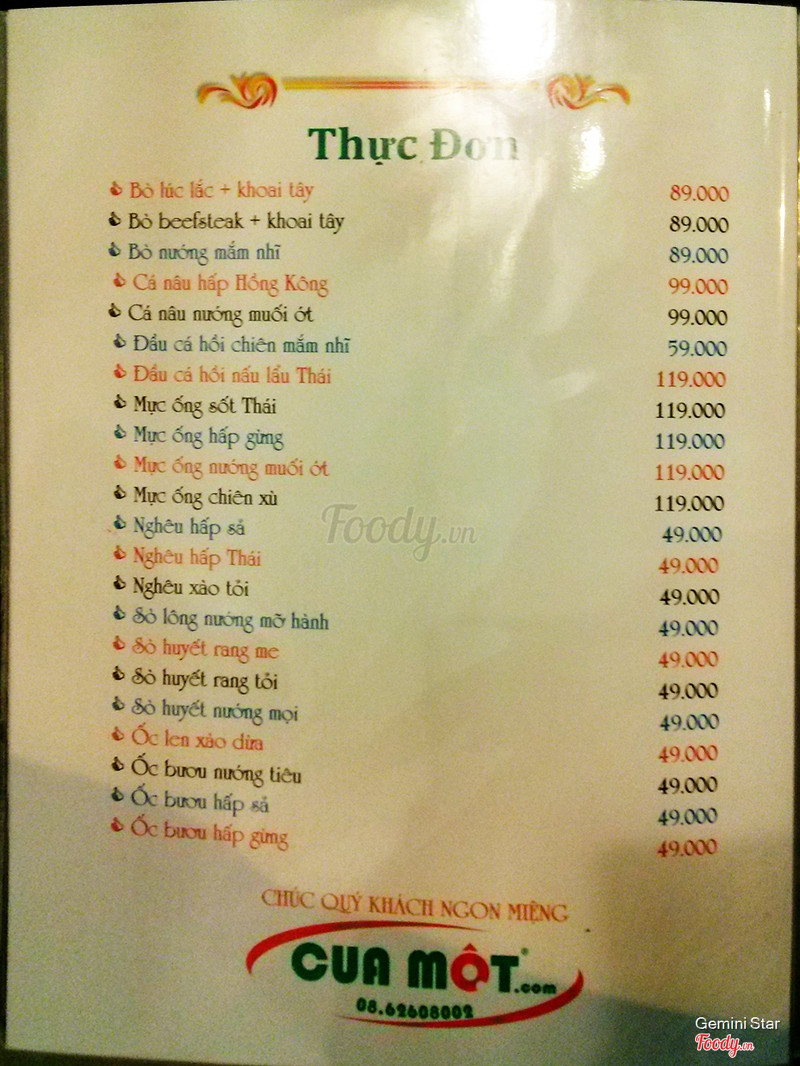 Thực Đơn
Bò lúc lắc + khoai tây 89.000
Bò beefsteak + khoai tây 89.000
Bò nướng mắm nhĩ 89.000
Cá nâu hấp Hồng Kông 99.000
Cá nâu nướng muối ớt 99.000
Đầu cá hồi chiên mắm nhĩ 59.000
Đầu cá hồi nấu lẩu Thái 119.000
Mực ống sốt Thái 119.000
Mực ống hấp gừng 119.000
Mực ống nướng muối ớt 119.000
Mực ống chiên xù 119.000
Nghêu hấp sả 49.000
Nghêu hấp Thái 49.000
Nghêu xào tỏi 49.000
Sò lông nướng mỡ hành 49.000
Sò huyết rang me 49.000
Sò huyết rang tỏi 49.000
Sò huyết nướng mọi 49.000
Ốc len xào dừa 49.000
Ốc bươu nướng tiêu 49.000
Ốc bươu hấp sả 49.000
Ốc bươu hấp gừng 49.000
Foody.vn
CHÚC QUÝ KHÁCH NGON MIỆNG
CUA MỘT.com
08.62608002
Gemini Star
Foody.vn